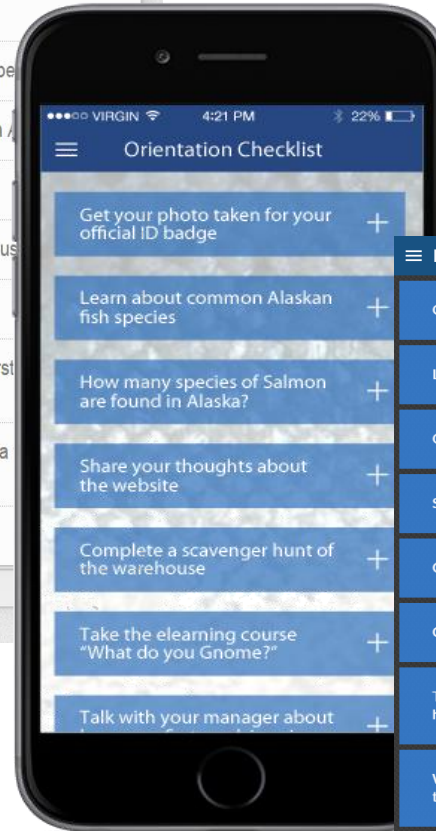 VIRGIN 4:21 PM 22%
Orientation Checklist
Get your photo taken for your
official ID badge
Learn about common Alaskan
fish species
How many species of Salmon
are found in Alaska?
Share your thoughts about
the website
Complete a scavenger hunt of
the warehouse
Take the elearning course
"What do you Gnome?"
Talk with your manager about